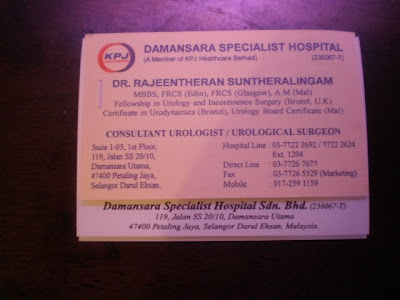 KPJ
DAMANSARA SPECIALIST HOSPITAL
(A Member of KPJ Healthcare Berhad) (236067-T)
DR. RAJEENTHERAN SUNTHERALINGAM
MBBS, FRCS (Edin), FRCS (Glasgow), A.M (Mal)
Fellowship in Urology and Incontinence Surgery (Bristol, U.K)
Certificate in Urodynamics (Bristol), Urology Board Certificate (Mal)
CONSULTANT UROLOGIST / UROLOGICAL SURGEON
Suite 1-05, 1st Floor, Hospital Line : 03-7722 2692 / 7722 2624
119, Jalan SS 20/10, Ext. 1204
Damansara Utama, Direct Line : 03-7726 7677
47400 Petaling Jaya, Fax : 03-7726 5529 (Marketing)
Selangor Darul Ehsan. Mobile : 017-259 1159
Damansara Specialist Hospital Sdn. Bhd. (236067-T)
119, Jalan SS 20/10, Damansara Utama
47400 Petaling Jaya, Selangor Darul Ehsan, Malaysia